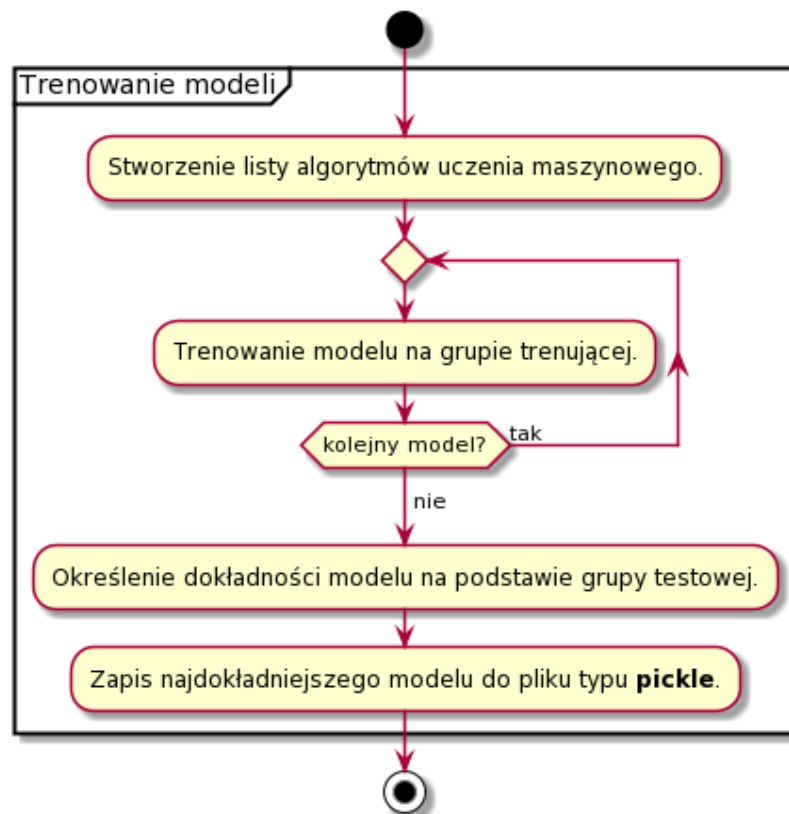 Trenowanie modeli
Stworzenie listy algorytmów uczenia maszynowego.
Trenowanie modelu na grupie trenującej.
kolejny model?
tak
nie
Określenie dokładności modelu na podstawie grupy testowej.
Zapis najdokładniejszego modelu do pliku typu pickle.